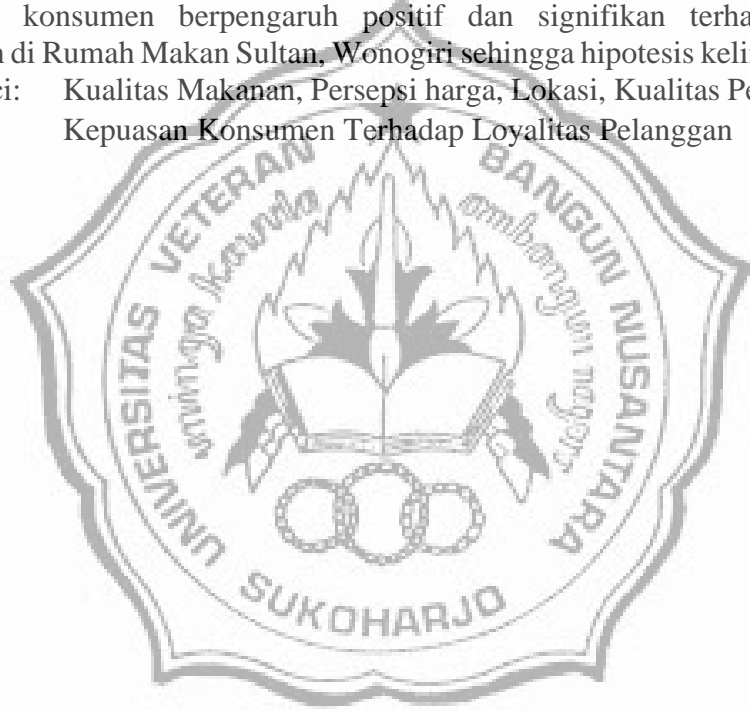 konsumen berpengaruh positif dan signifikan terha
di Rumah Makan Sultan, Wonogiri sehingga hipotesis keli
ci: Kualitas Makanan, Persepsi harga, Lokasi, Kualitas Pe
Kepuasan Konsumen Terhadap Loyalitas Pelanggan
UNIVERSITAS VETERAN BANGUN NUSANTARA
SUKOHARJO